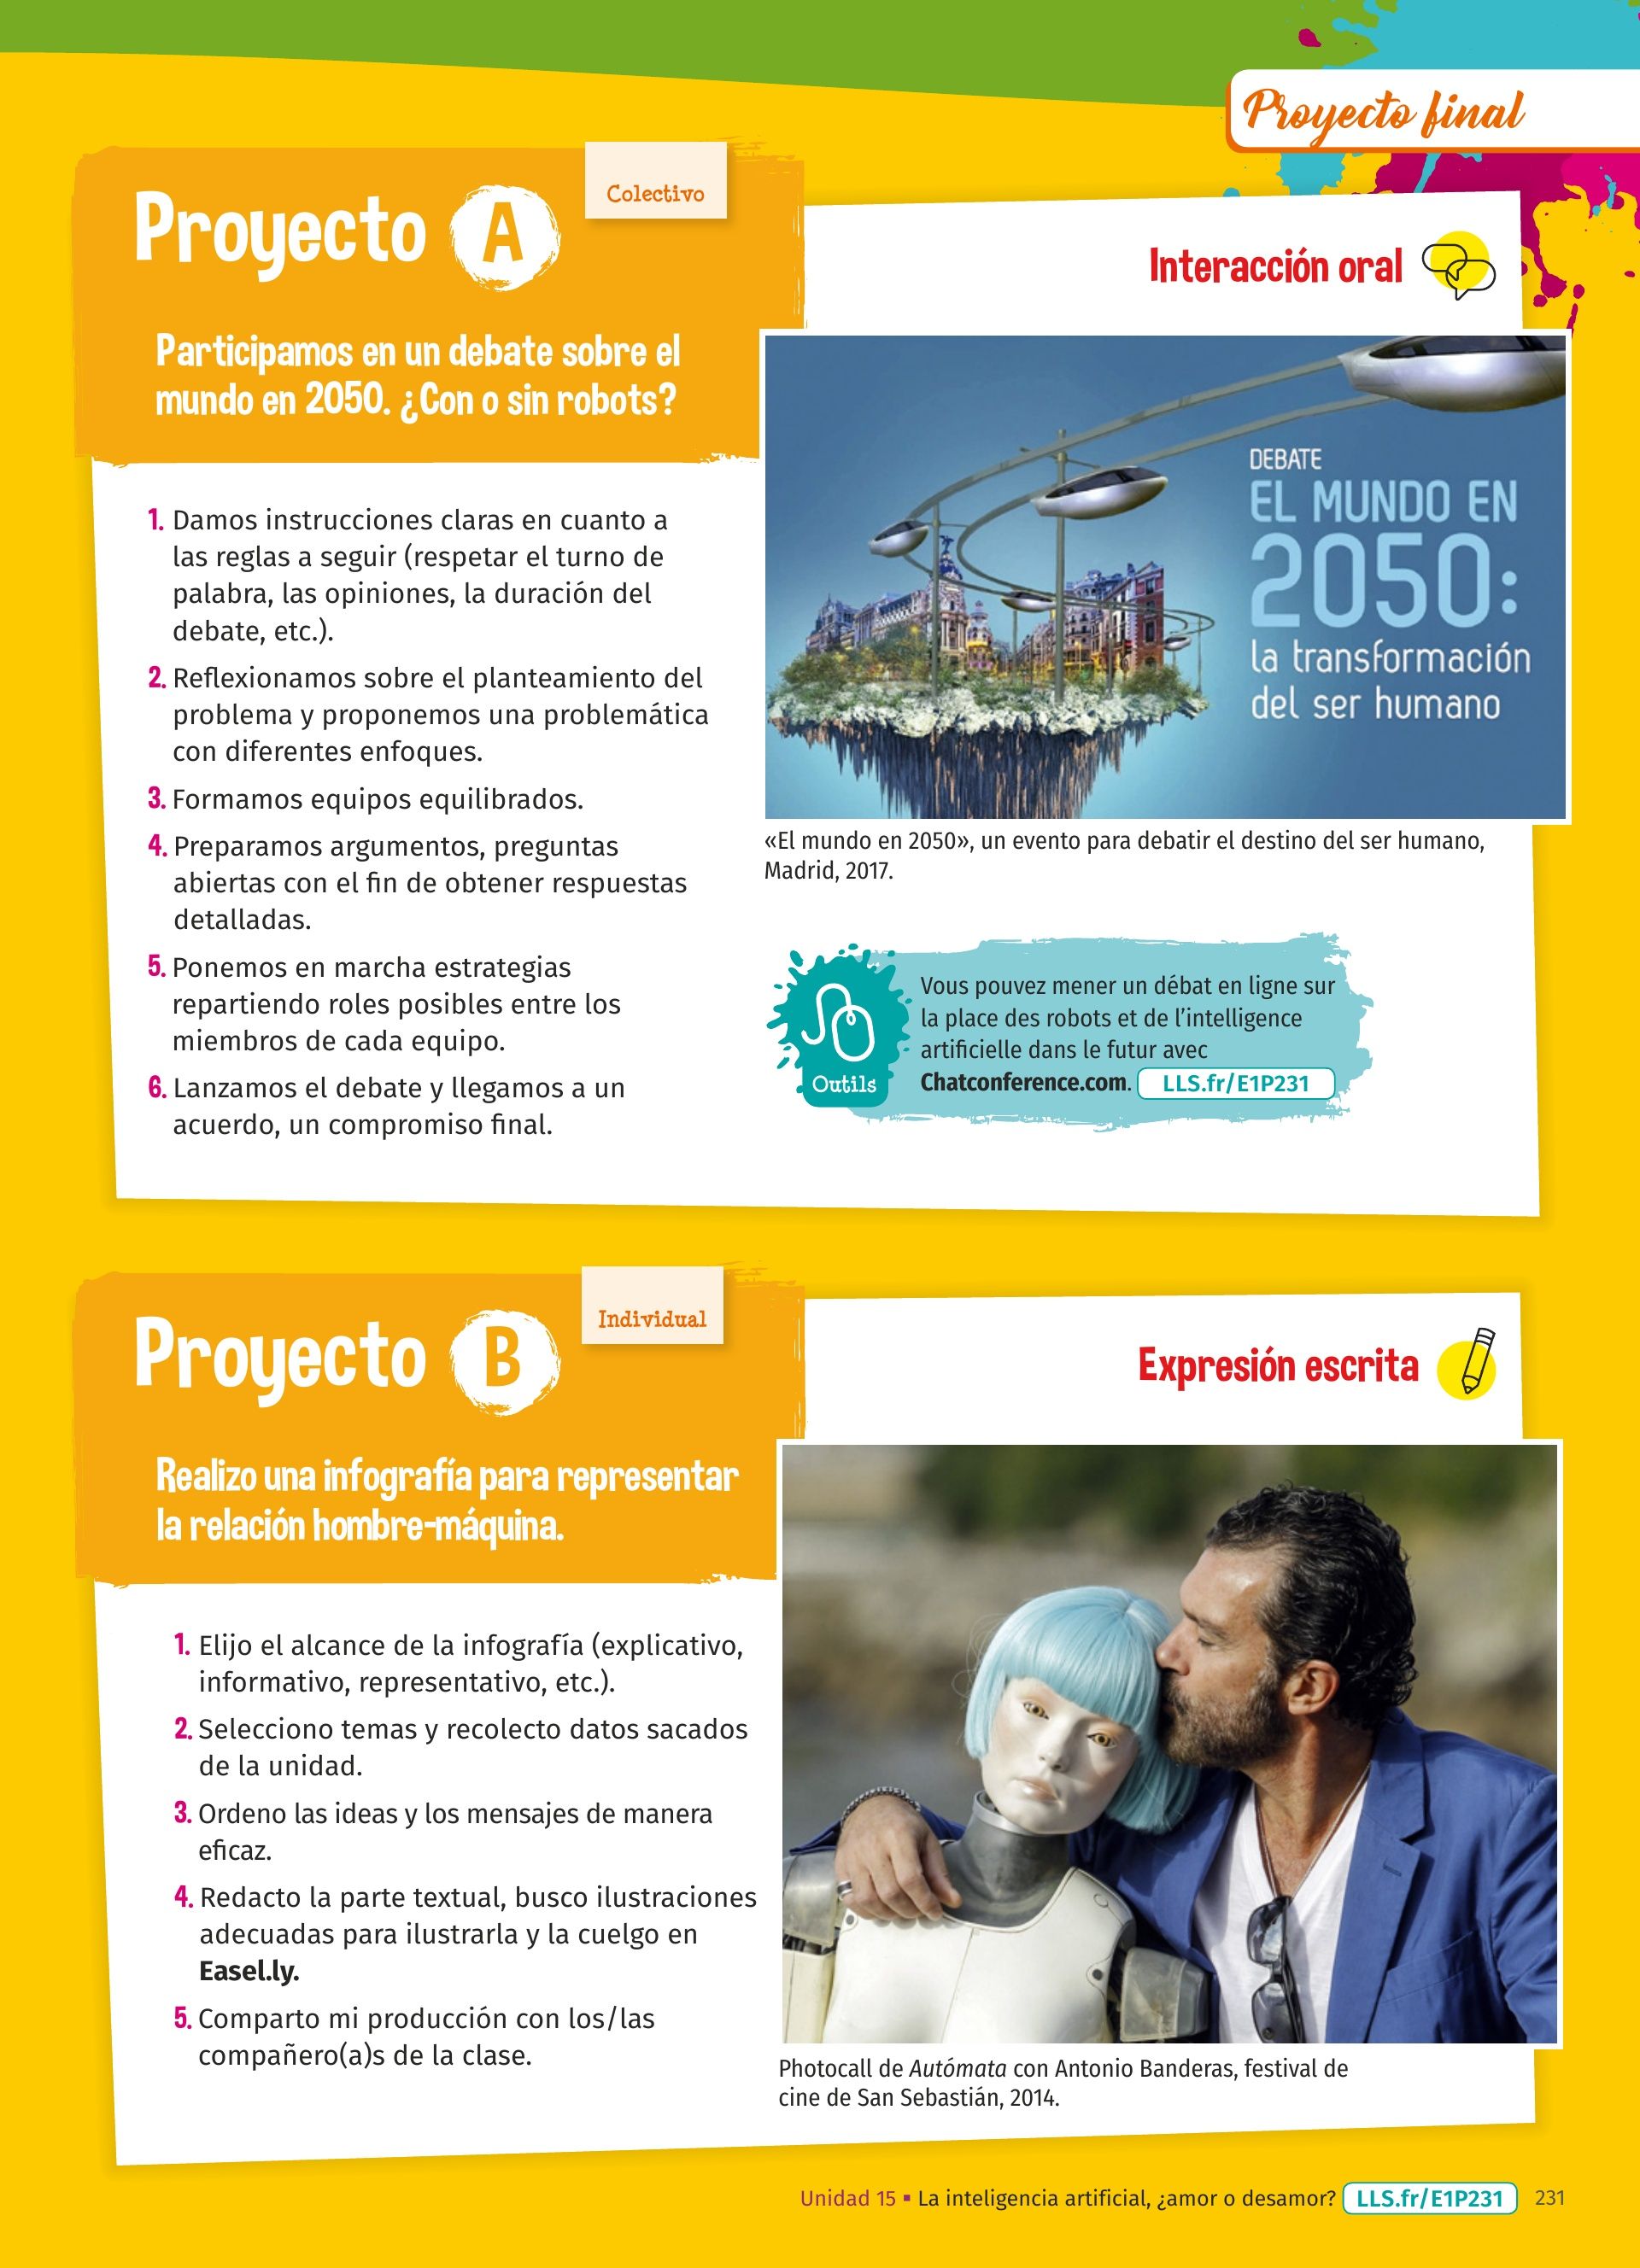 Proyecto final
Proyecto A
Colectivo
Participamos en un debate sobre el
mundo en 2050. ¿Con o sin robots?
Interacción oral
1. Damos instrucciones claras en cuanto a
las reglas a seguir (respetar el turno de
palabra, las opiniones, la duración del
debate, etc.).
2. Reflexionamos sobre el planteamiento del
problema y proponemos una problemática
con diferentes enfoques.
3. Formamos equipos equilibrados.
4. Preparamos argumentos, preguntas
abiertas con el fin de obtener respuestas
detalladas.
5. Ponemos en marcha estrategias
repartiendo roles posibles entre los
miembros de cada equipo.
6. Lanzamos el debate y llegamos a un
acuerdo, un compromiso final.
DEBATE
EL MUNDO EN
2050:
la transformación
del ser humano
«El mundo en 2050», un evento para debatir el destino del ser humano,
Madrid, 2017.
Outils
Vous pouvez mener un débat en ligne sur
la place des robots et de l'intelligence
artificielle dans le futur avec
Chatconference.com. LLS.fr/E1P231
Proyecto B
Individual
Realizo una infografía para representar
la relación hombre-máquina.
Expresión escrita
1. Elijo el alcance de la infografía (explicativo,
informativo, representativo, etc.).
2. Selecciono temas y recolecto datos sacados
de la unidad.
3. Ordeno las ideas y los mensajes de manera
eficaz.
4. Redacto la parte textual, busco ilustraciones
adecuadas para ilustrarla y la cuelgo en
Easel.ly.
5. Comparto mi producción con los/las
compañero(a)s de la clase.
Photocall de Autómata con Antonio Banderas, festival de
cine de San Sebastián, 2014.
Unidad 15 ▪ La inteligencia artificial, ¿amor o desamor? LLS.fr/E1P231 231